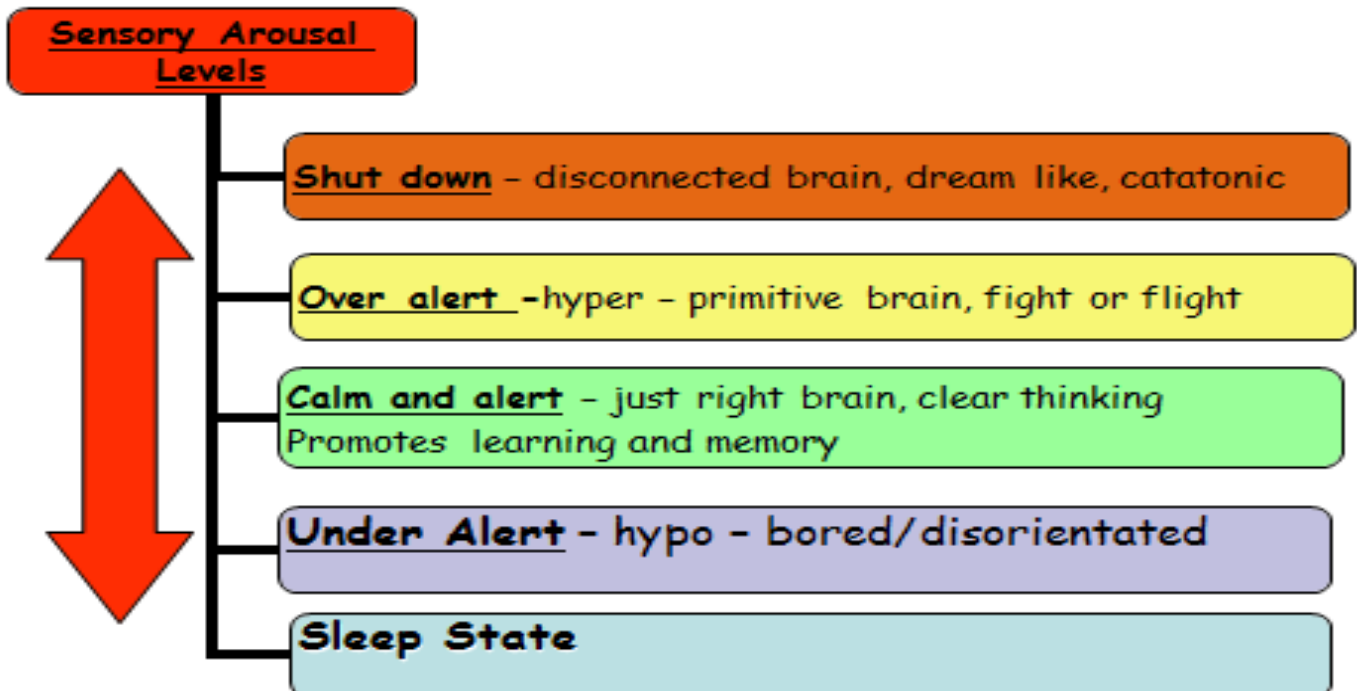 Sensory Arousal
Levels
Shut down – disconnected brain, dream like, catatonic
Over alert -hyper – primitive brain, fight or flight
Calm and alert – just right brain, clear thinking
Promotes learning and memory
Under Alert – hypo – bored/disorientated
Sleep State